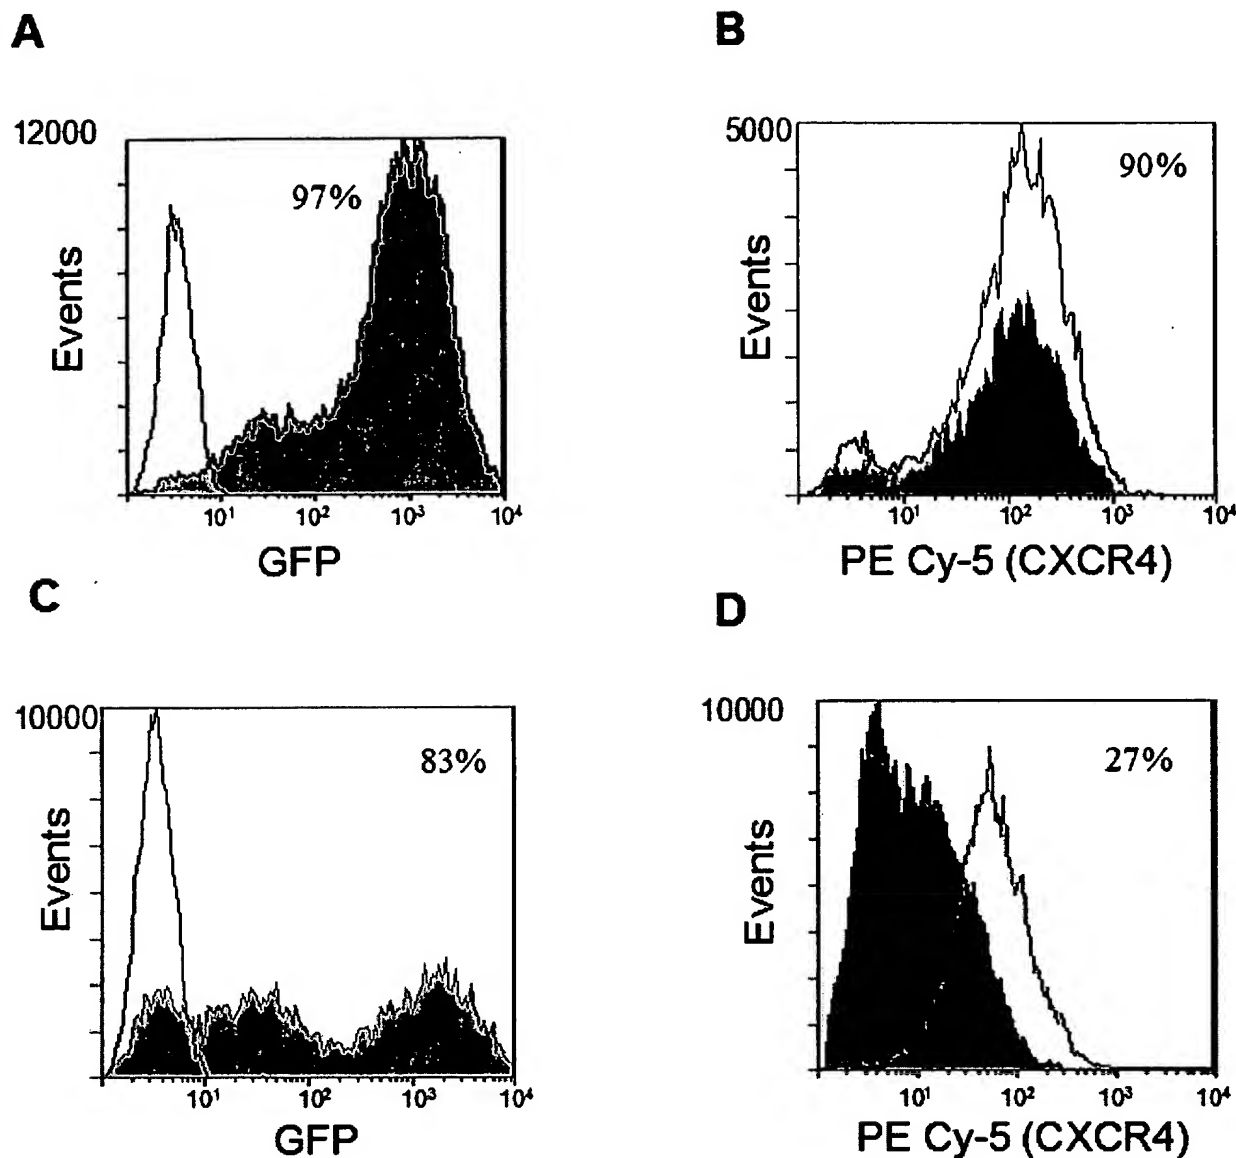 A
B
12000
97%
Events
10¹ 10² 10³ 10⁴
GFP
5000
90%
Events
10¹ 10² 10³ 10⁴
PE Cy-5 (CXCR4)
C
D
10000
83%
Events
10¹ 10² 10³ 10⁴
GFP
10000
27%
Events
10¹ 10² 10³ 10⁴
PE Cy-5 (CXCR4)